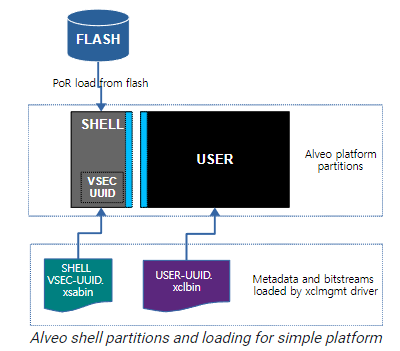 FLASH
PoR load from flash
SHELL
VSEC
UUID
USER
Alveo platform
partitions
SHELL
VSEC-UUID.
xsabin
USER-UUID.
xclbin
Metadata and bitstreams
loaded by xclmgmt driver
Alveo shell partitions and loading for simple platform